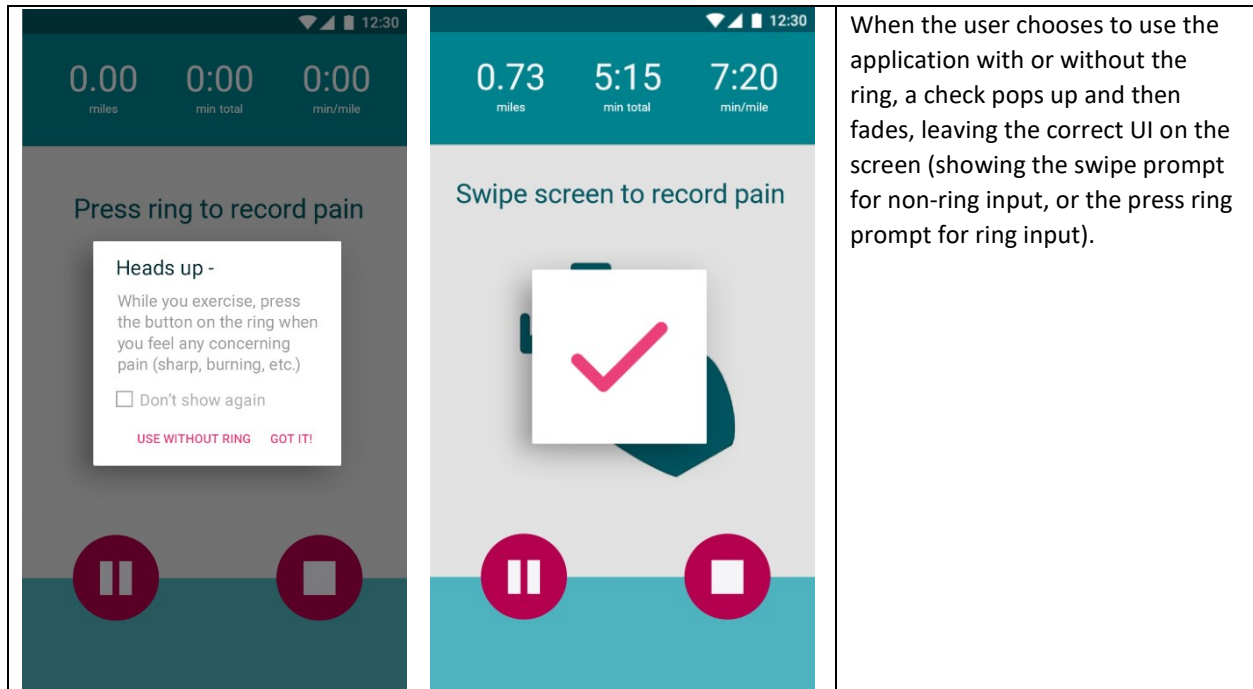 12:30
0.00 0:00 0:00
miles min total min/mile
Press ring to record pain
Heads up -
While you exercise, press
the button on the ring when
you feel any concerning
pain (sharp, burning, etc.)
Don't show again
USE WITHOUT RING GOT IT!
12:30
0.73 5:15 7:20
miles min total min/mile
Swipe screen to record pain
When the user chooses to use the
application with or without the
ring, a check pops up and then
fades, leaving the correct UI on the
screen (showing the swipe prompt
for non-ring input, or the press ring
prompt for ring input).